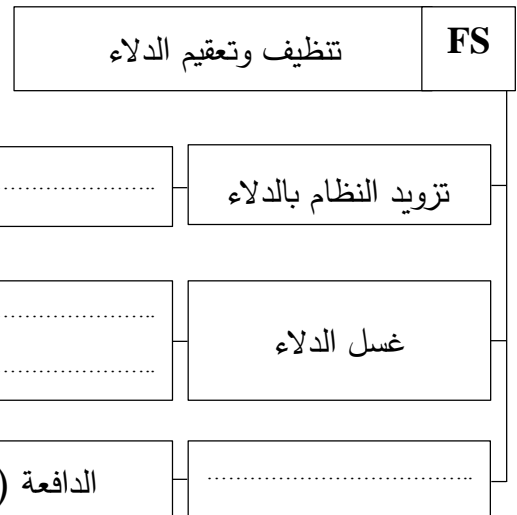 FS تنظيف وتعقيم الدلاء
تزويد النظام بالدلاء .....................
غسل الدلاء .....................
.....................
..................................... الدافعة (